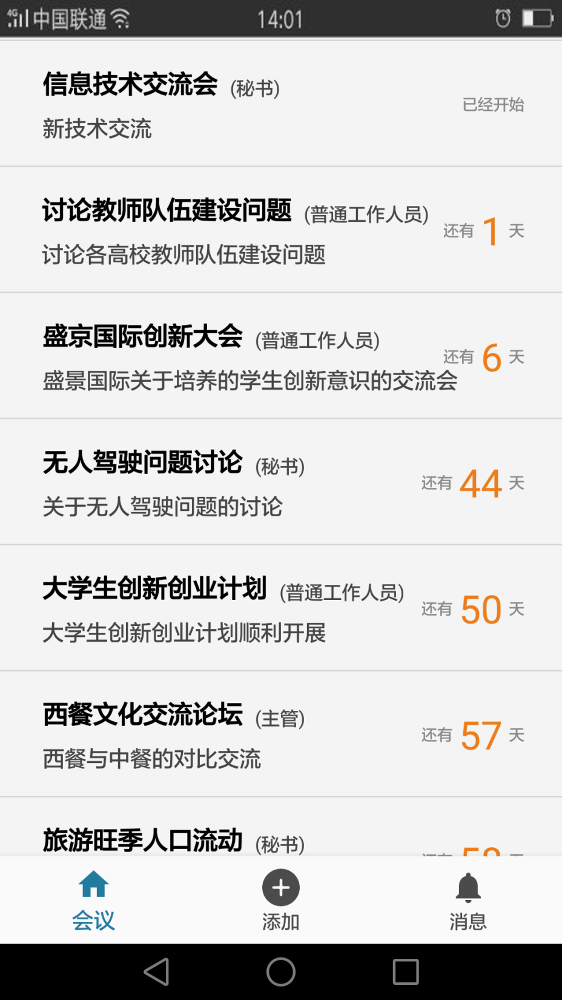 4G 中国联通 14:01
信息技术交流会 (秘书)
已经开始
新技术交流
讨论教师队伍建设问题 (普通工作人员)
还有 1 天
讨论各高校教师队伍建设问题
盛京国际创新大会 (普通工作人员)
还有 6 天
盛景国际关于培养的学生创新意识的交流会
无人驾驶问题讨论 (秘书)
还有 44 天
关于无人驾驶问题的讨论
大学生创新创业计划 (普通工作人员)
还有 50 天
大学生创新创业计划顺利开展
西餐文化交流论坛 (主管)
还有 57 天
西餐与中餐的对比交流
旅游旺季人口流动 (秘书)
会议 添加 消息